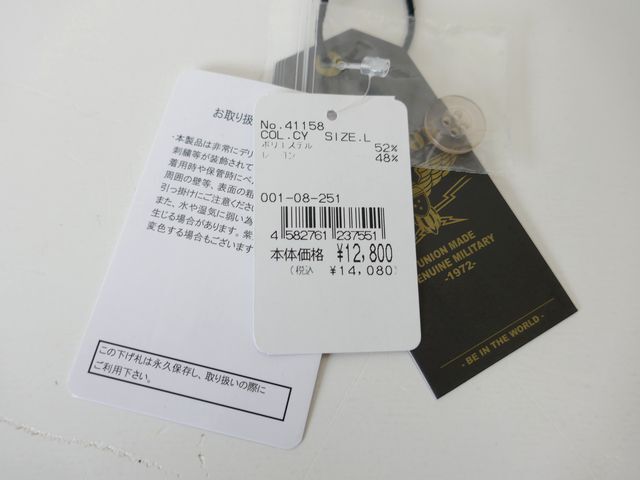 お取り扱
・本製品は非常にデリ
刺繍等が装飾されて
着用時や保管時にベ
周囲の壁等、表面の粗
引っ掛けにご注意くださ
また、水や湿気に弱い為
生じる場合があります。紫
変色する場合もございます
この下げ札は永久保存し、取り扱いの際に
ご利用下さい。
No.41158
COL.CY SIZE.L
ポリエステル 52%
レーヨン 48%
001-08-251
4 582761 237551
本体価格 ¥12,800
(税込 ¥14,080)
UNION MADE
GENUINE MILITARY
-1972-
- BE IN THE WORLD -